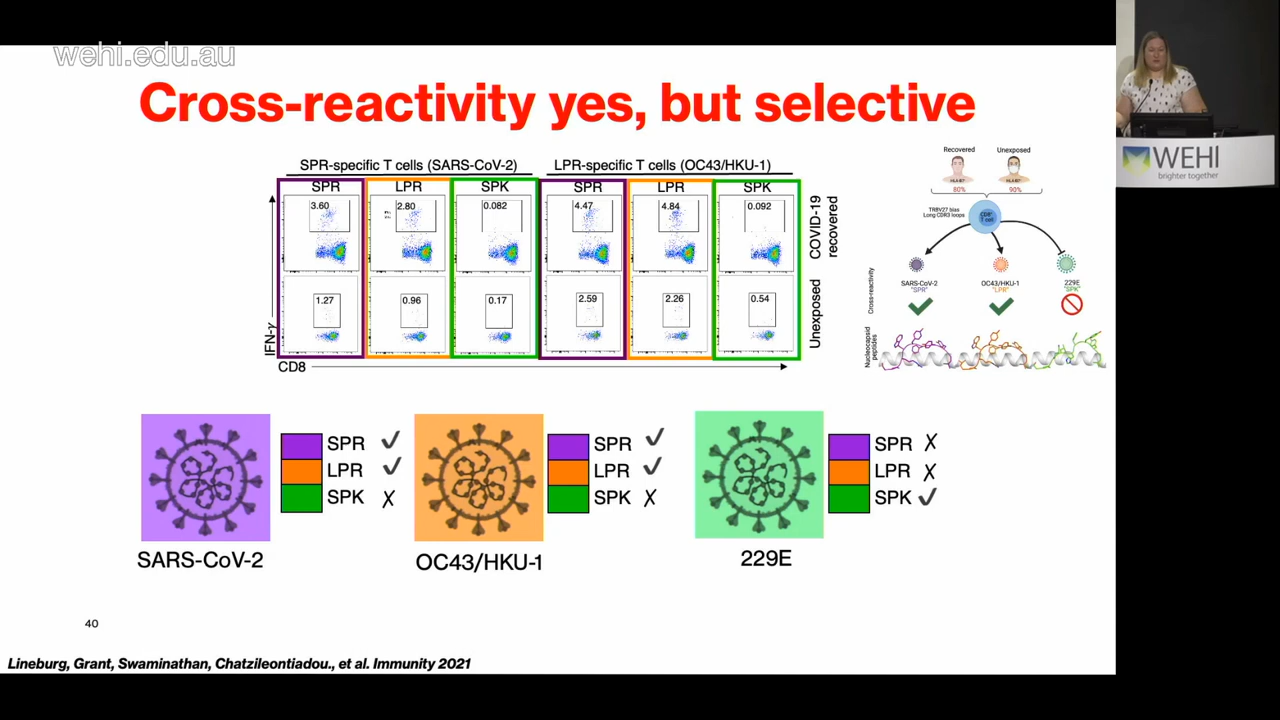 wehi.edu.au
Cross-reactivity yes, but selective
SPR-specific T cells (SARS-CoV-2)
LPR-specific T cells (OC43/HKU-1)
SPR
LPR
SPK
SPR
LPR
SPK
3.60
2.80
0.082
4.47
4.84
0.092
COVID-19
recovered
1.27
0.96
0.17
2.59
2.26
0.54
Unexposed
IFN-γ
CD8
Recovered
Unexposed
80%
90%
TRBV27 bias
Long CDR3 loops
CD8+
T cell
Cross-reactivity
SARS-CoV-2
"SPR"
OC43/HKU-1
"LPR"
229E
"SPK"
Nucleocapsid
peptides
SPR ✓
LPR ✓
SPK X
SARS-CoV-2
SPR ✓
LPR ✓
SPK X
OC43/HKU-1
SPR X
LPR X
SPK ✓
229E
40
Lineburg, Grant, Swaminathan, Chatzileontiadou., et al. Immunity 2021
WEHI
brighter together